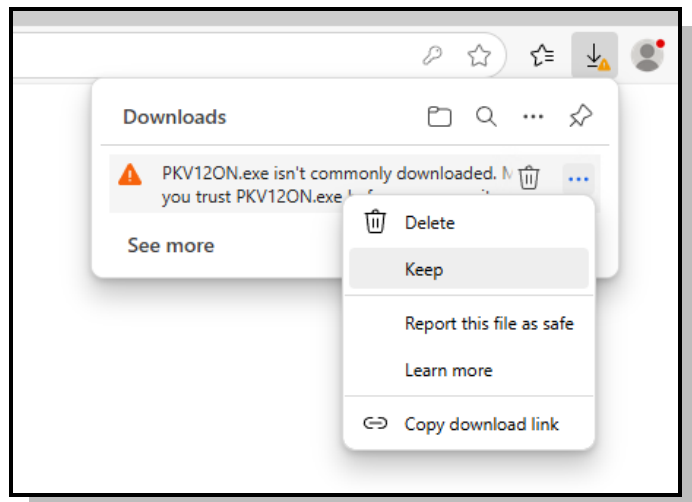 Downloads
PKV12ON.exe isn't commonly downloaded.
you trust PKV12ON.exe
See more
Delete
Keep
Report this file as safe
Learn more
Copy download link